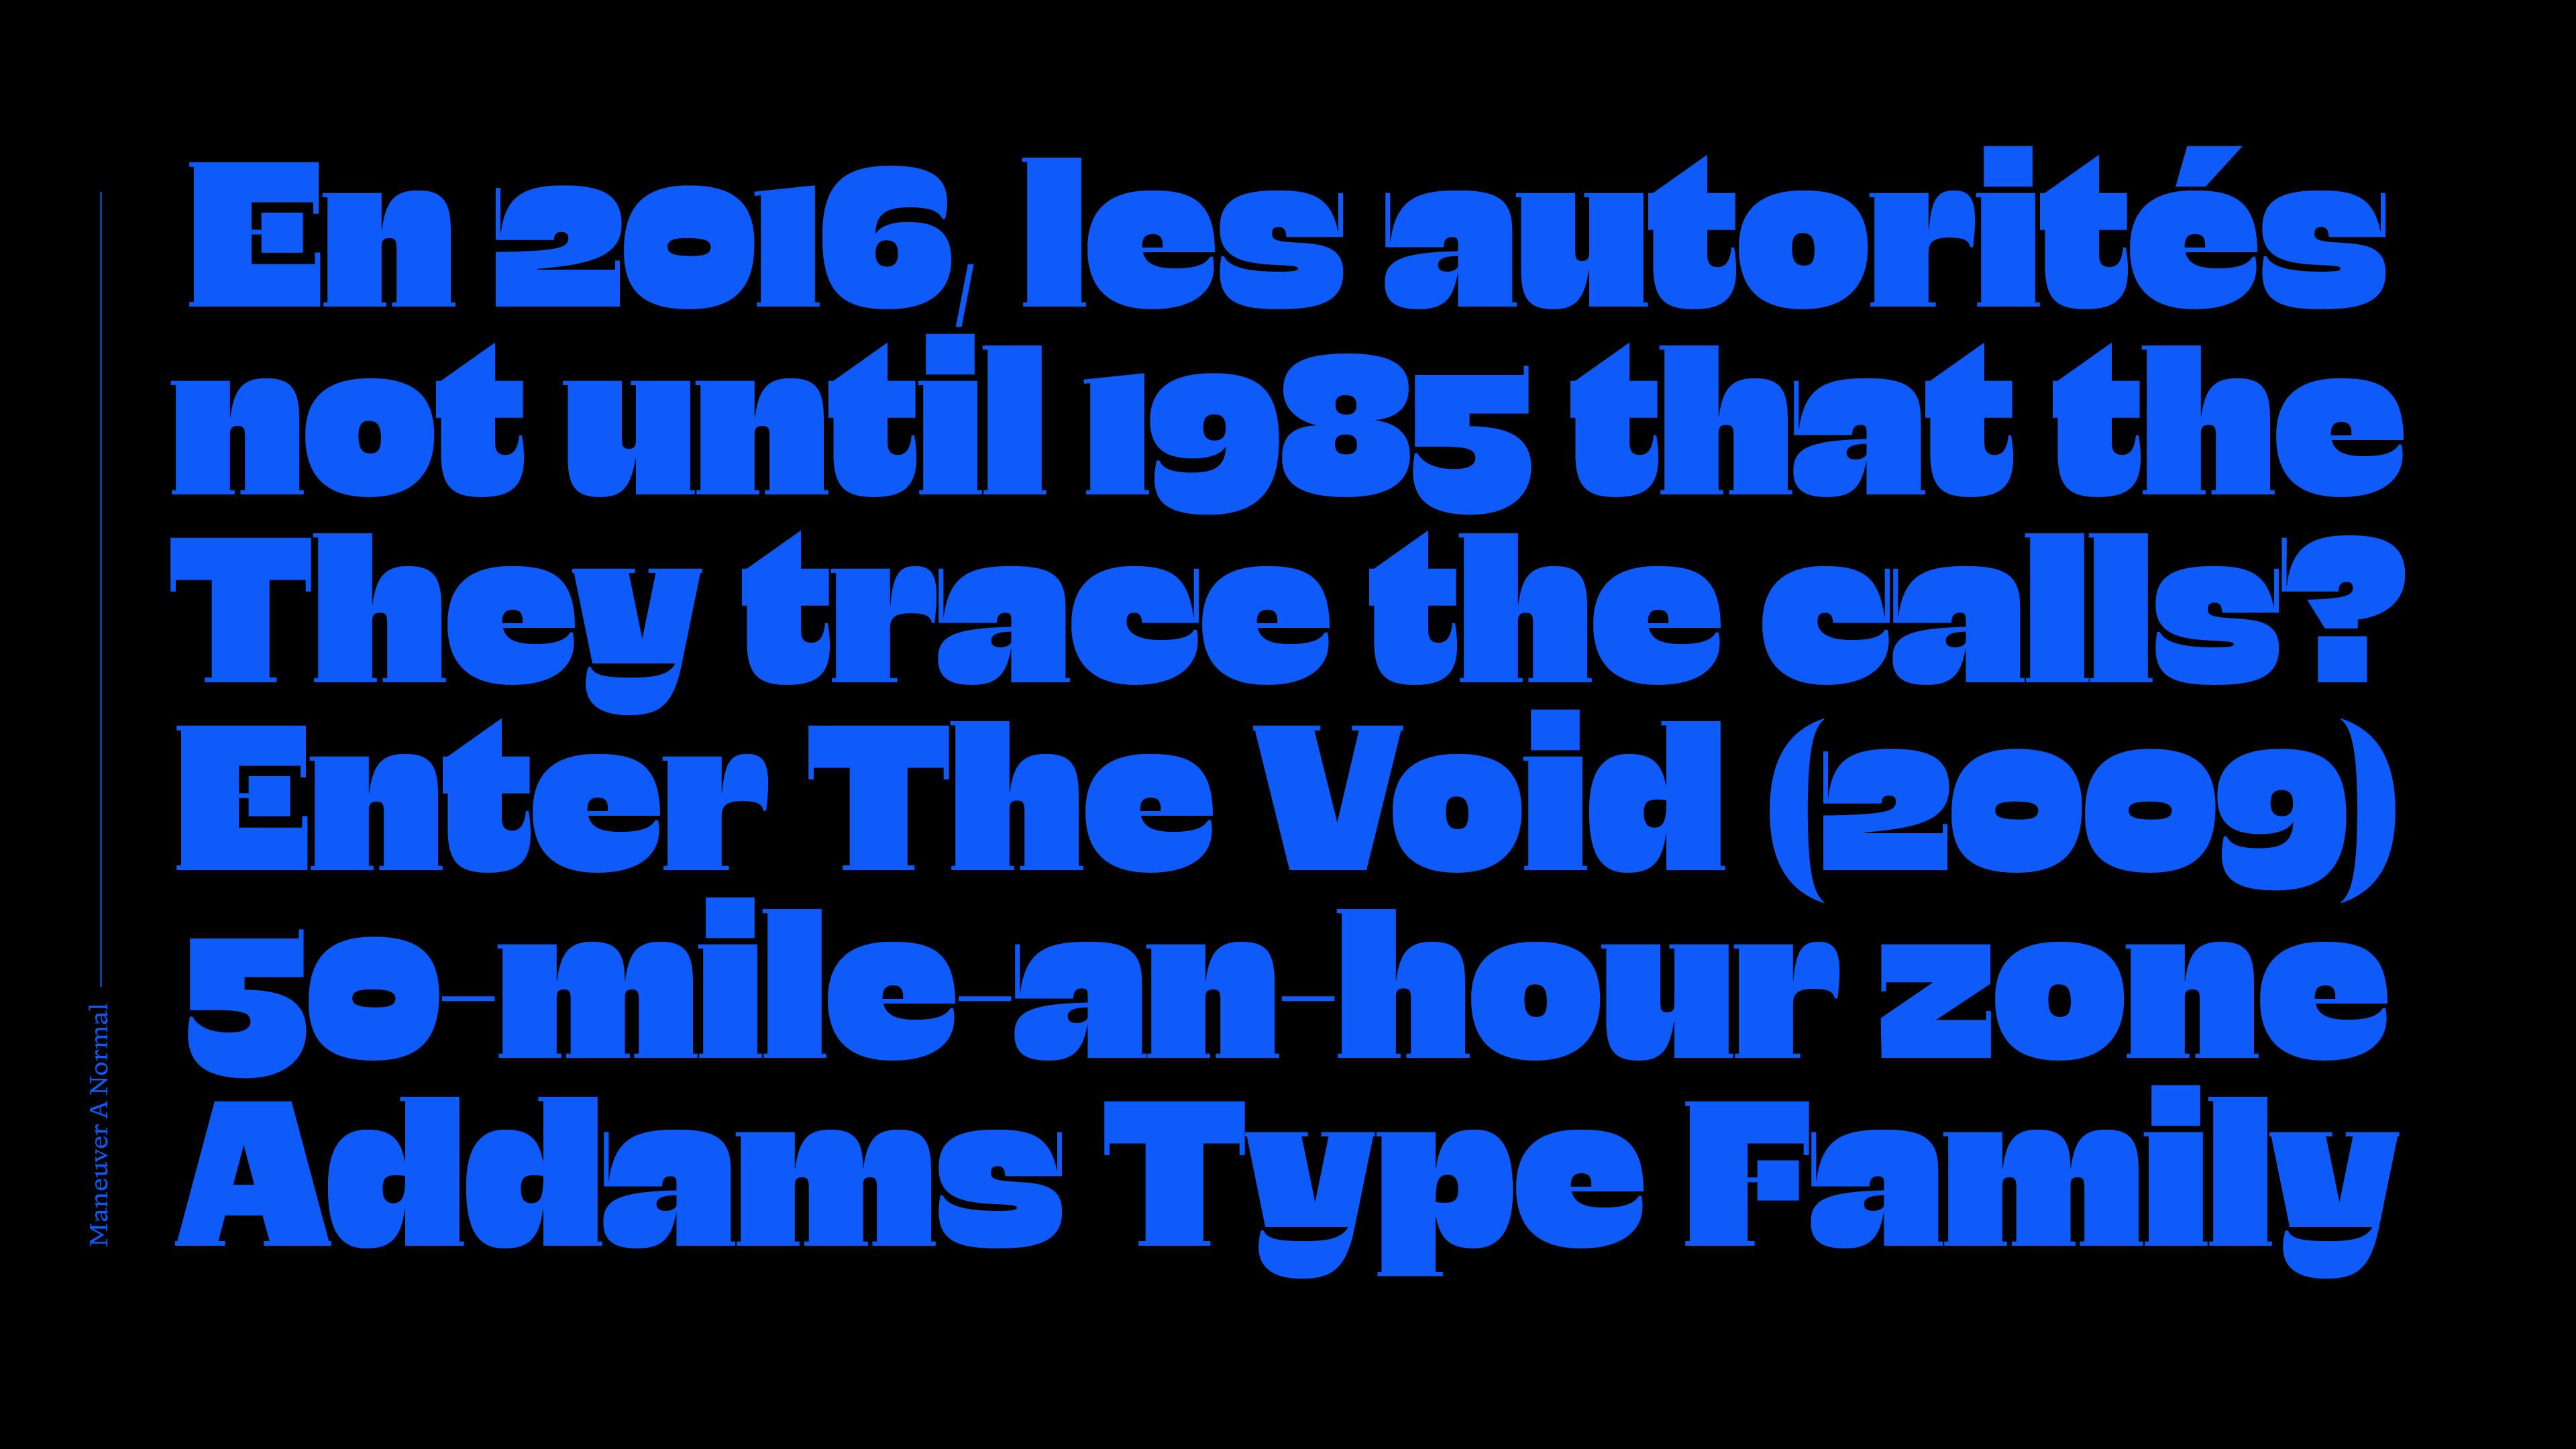 En 2016, les autorités
not until 1985 that the
They trace the calls?
Enter The Void (2009)
50-mile-an-hour zone
Addams Type Family
Maneuver A Normal